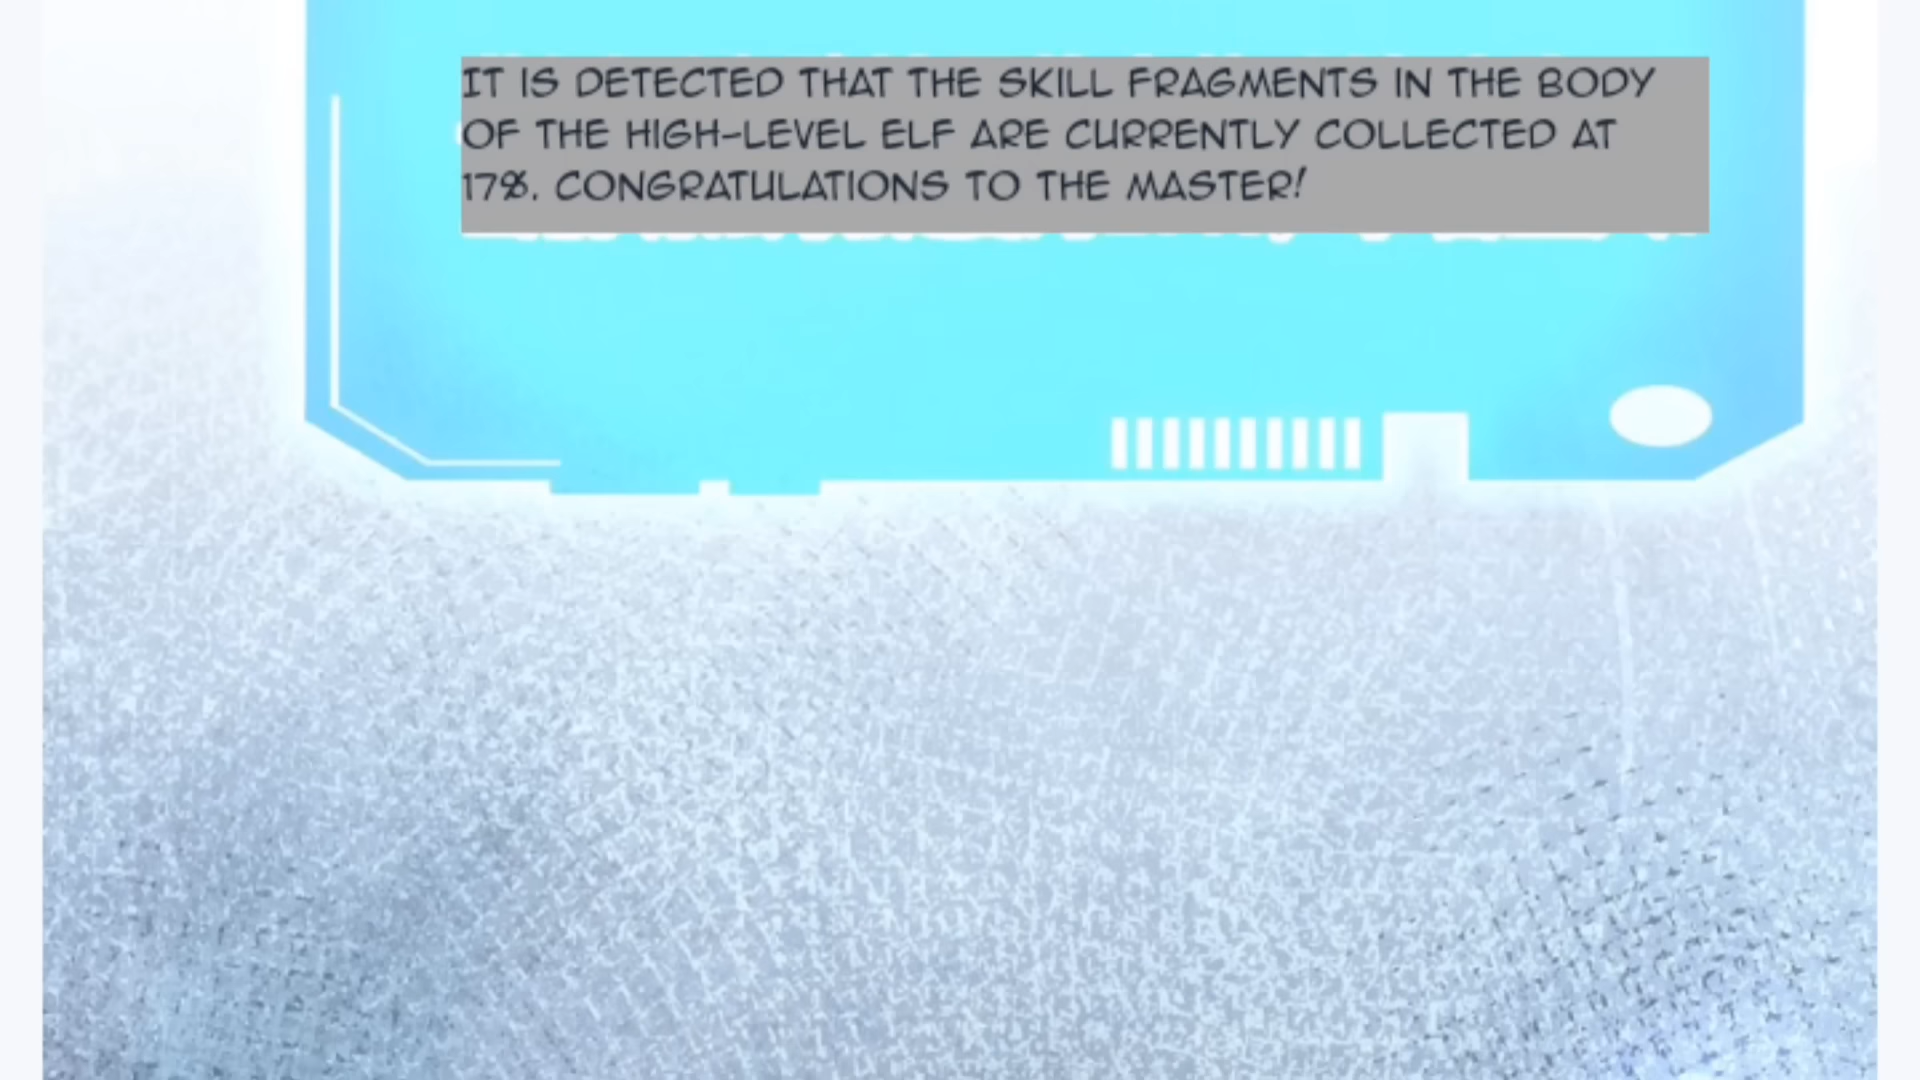 IT IS DETECTED THAT THE SKILL FRAGMENTS IN THE BODY
OF THE HIGH-LEVEL ELF ARE CURRENTLY COLLECTED AT
17%. CONGRATULATIONS TO THE MASTER!